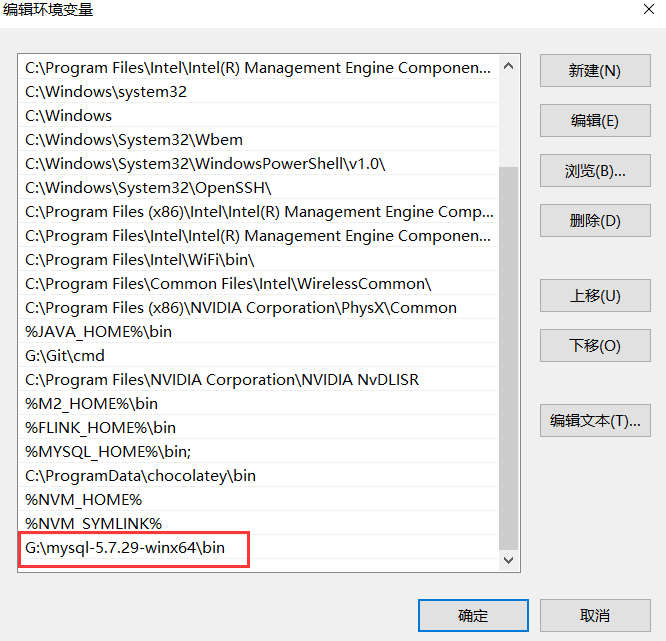 编辑环境变量
C:\Program Files\Intel\Intel(R) Management Engine Componen...
C:\Windows\system32
C:\Windows
C:\Windows\System32\Wbem
C:\Windows\System32\WindowsPowerShell\v1.0\
C:\Windows\System32\OpenSSH\
C:\Program Files (x86)\Intel\Intel(R) Management Engine Comp...
C:\Program Files\Intel\Intel(R) Management Engine Componen...
C:\Program Files\Intel\WiFi\bin\
C:\Program Files\Common Files\Intel\WirelessCommon\
C:\Program Files (x86)\NVIDIA Corporation\PhysX\Common
%JAVA_HOME%\bin
G:\Git\cmd
C:\Program Files\NVIDIA Corporation\NVIDIA NvDLISR
%M2_HOME%\bin
%FLINK_HOME%\bin
%MYSQL_HOME%\bin;
C:\ProgramData\chocolatey\bin
%NVM_HOME%
%NVM_SYMLINK%
G:\mysql-5.7.29-winx64\bin
新建(N)
编辑(E)
浏览(B)...
删除(D)
上移(U)
下移(O)
编辑文本(T)...
确定
取消